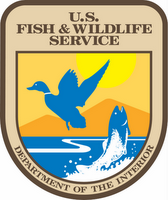 U.S.
FISH & WILDLIFE
SERVICE
DEPARTMENT OF THE INTERIOR